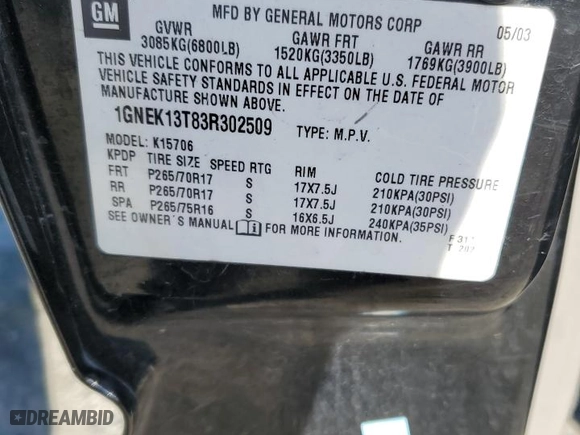 GM
MFD BY GENERAL MOTORS CORP 05/03
GVWR GAWR FRT GAWR RR
3085KG(6800LB) 1520KG(3350LB) 1769KG(3900LB)
THIS VEHICLE CONFORMS TO ALL APPLICABLE U.S. FEDERAL MOTOR
VEHICLE SAFETY STANDARDS IN EFFECT ON THE DATE OF
MANUFACTURE SHOWN ABOVE.
1GNEK13T83R302509 TYPE: M.P.V.
MODEL: K15706
KPDP TIRE SIZE SPEED RTG RIM COLD TIRE PRESSURE
FRT P265/70R17 S 17X7.5J 210KPA(30PSI)
RR P265/70R17 S 17X7.5J 210KPA(30PSI)
SPA P265/75R16 S 16X6.5J 240KPA(35PSI)
SEE OWNER'S MANUAL FOR MORE INFORMATION.
DREAMBID